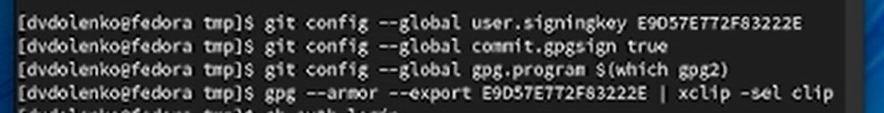 [dvdolenko@fedora tmp]$ git config --global user.signingkey E9D57E772F83222E
[dvdolenko@fedora tmp]$ git config --global commit.gpgsign true
[dvdolenko@fedora tmp]$ git config --global gpg.program $(which gpg2)
[dvdolenko@fedora tmp]$ gpg --armor --export E9D57E772F83222E | xclip -sel clip